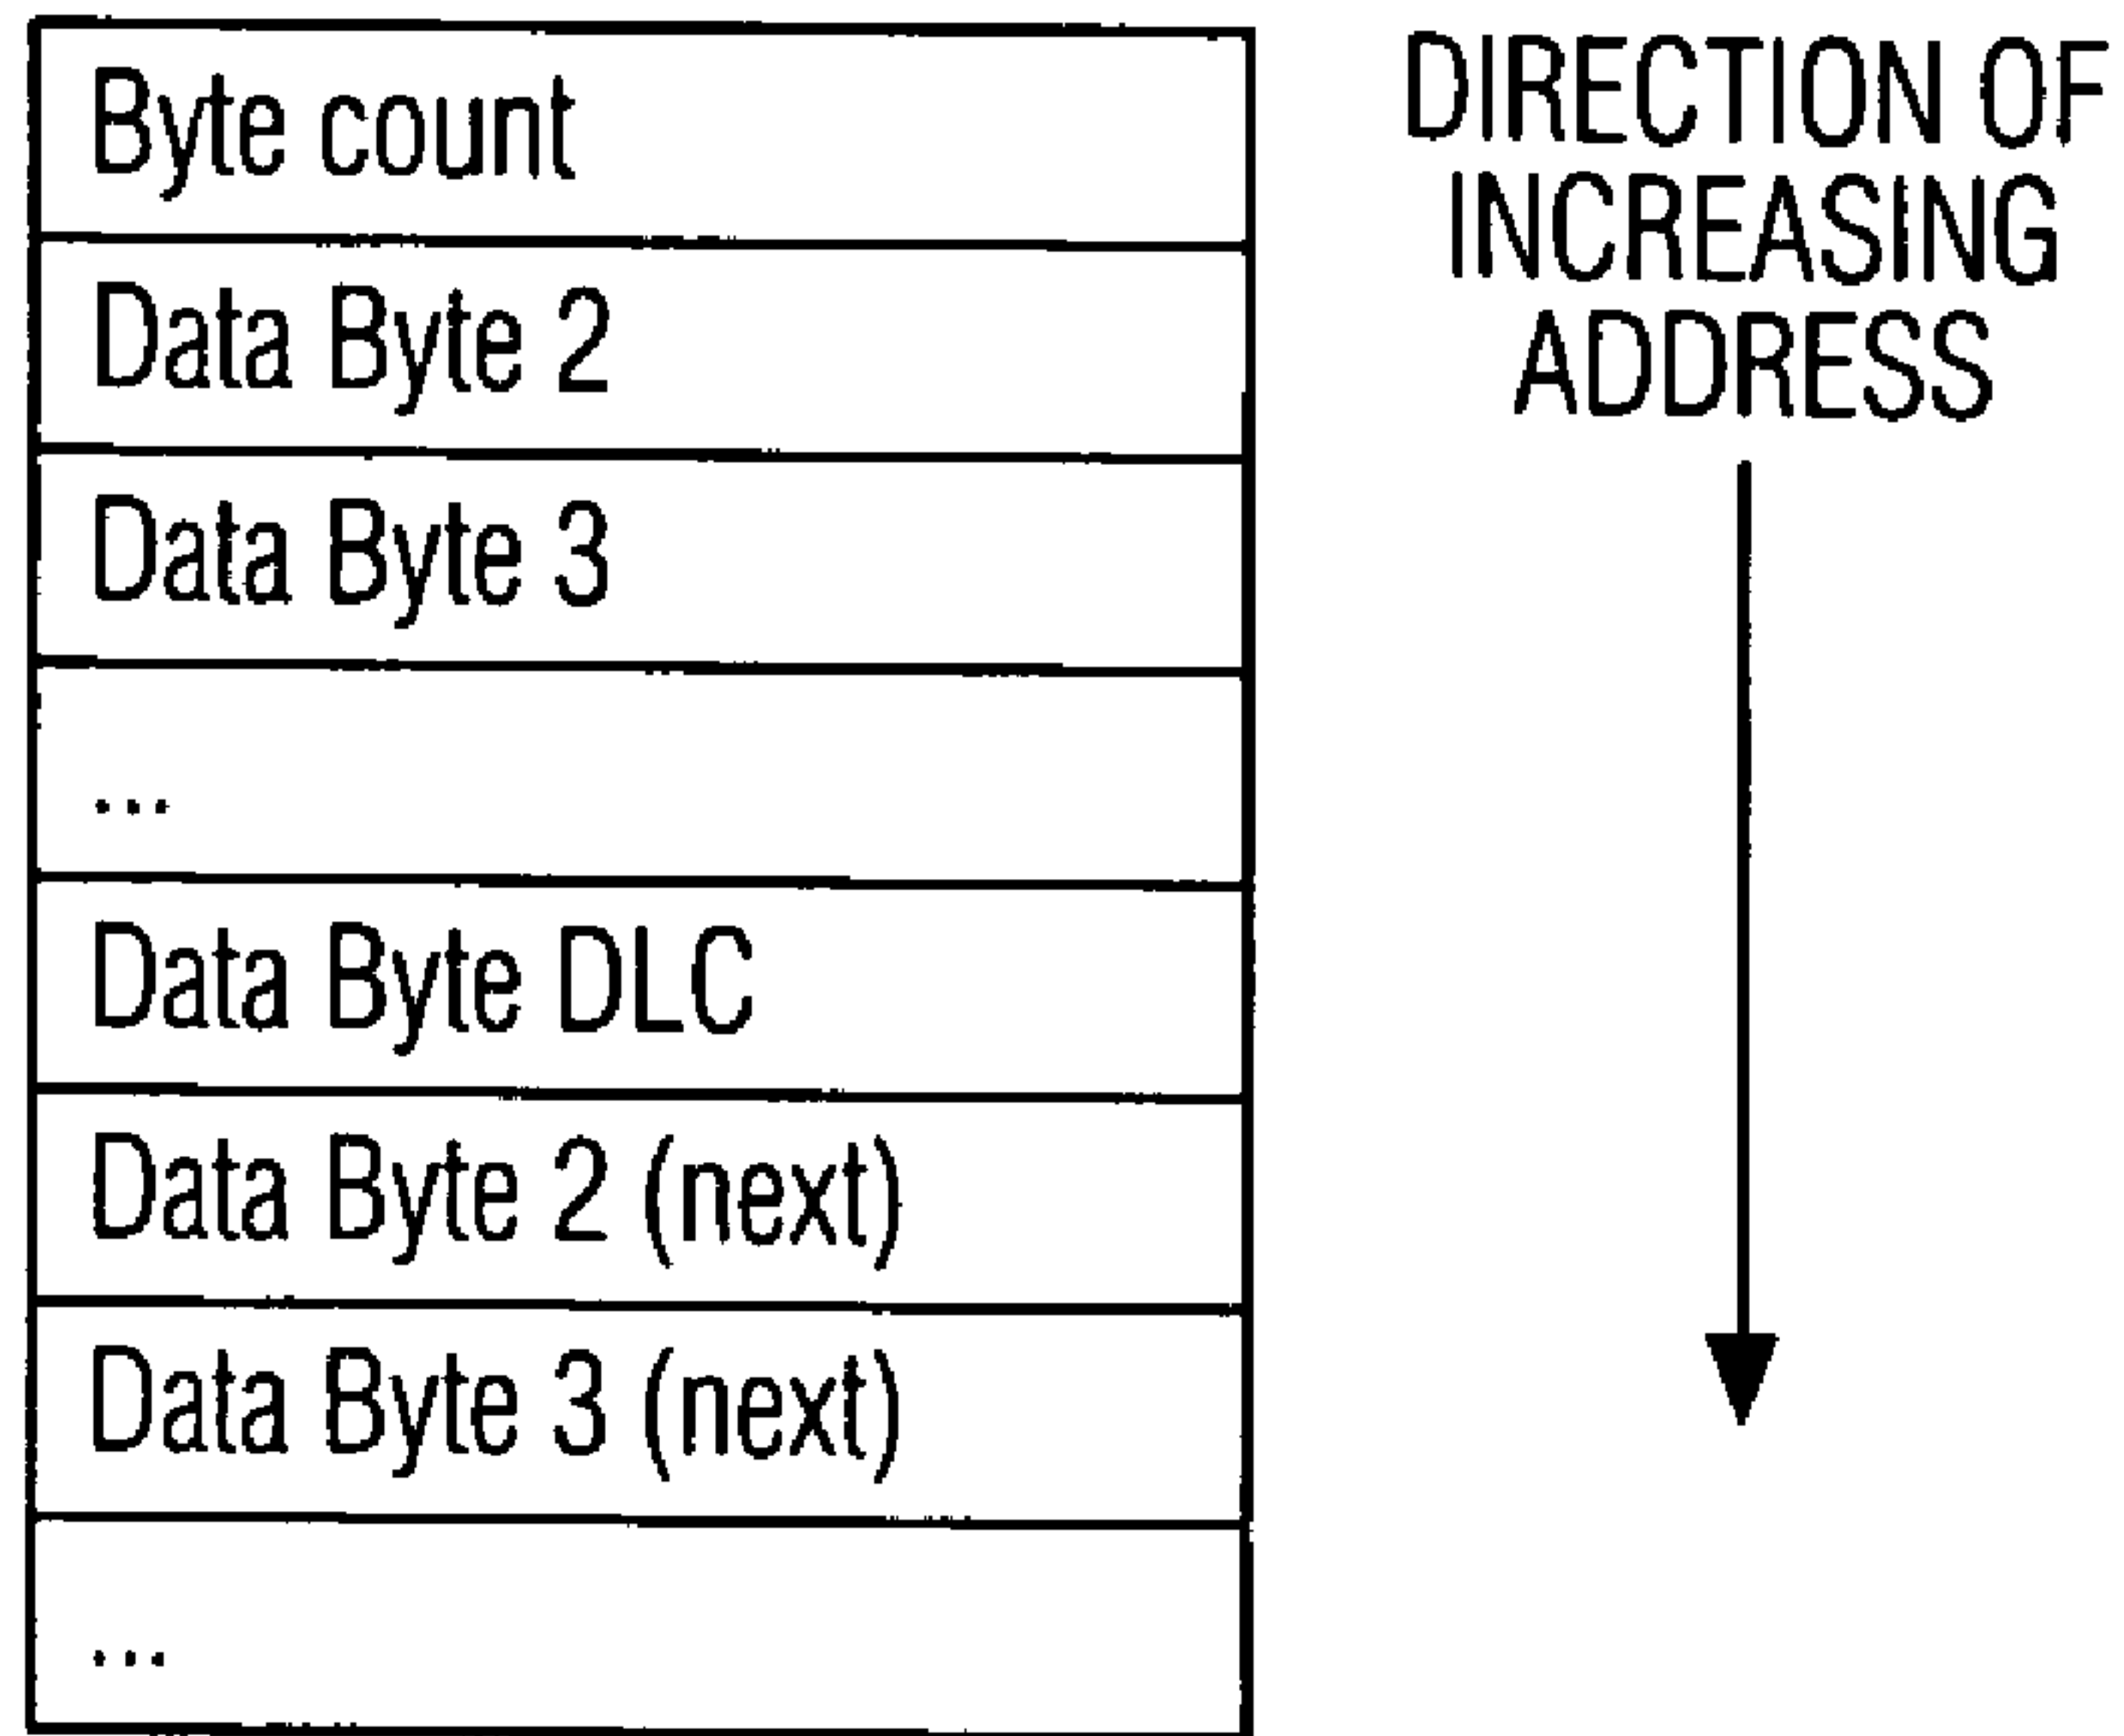 Byte count
Data Byte 2
Data Byte 3
...
Data Byte DLC
Data Byte 2 (next)
Data Byte 3 (next)
...
DIRECTION OF
INCREASING
ADDRESS